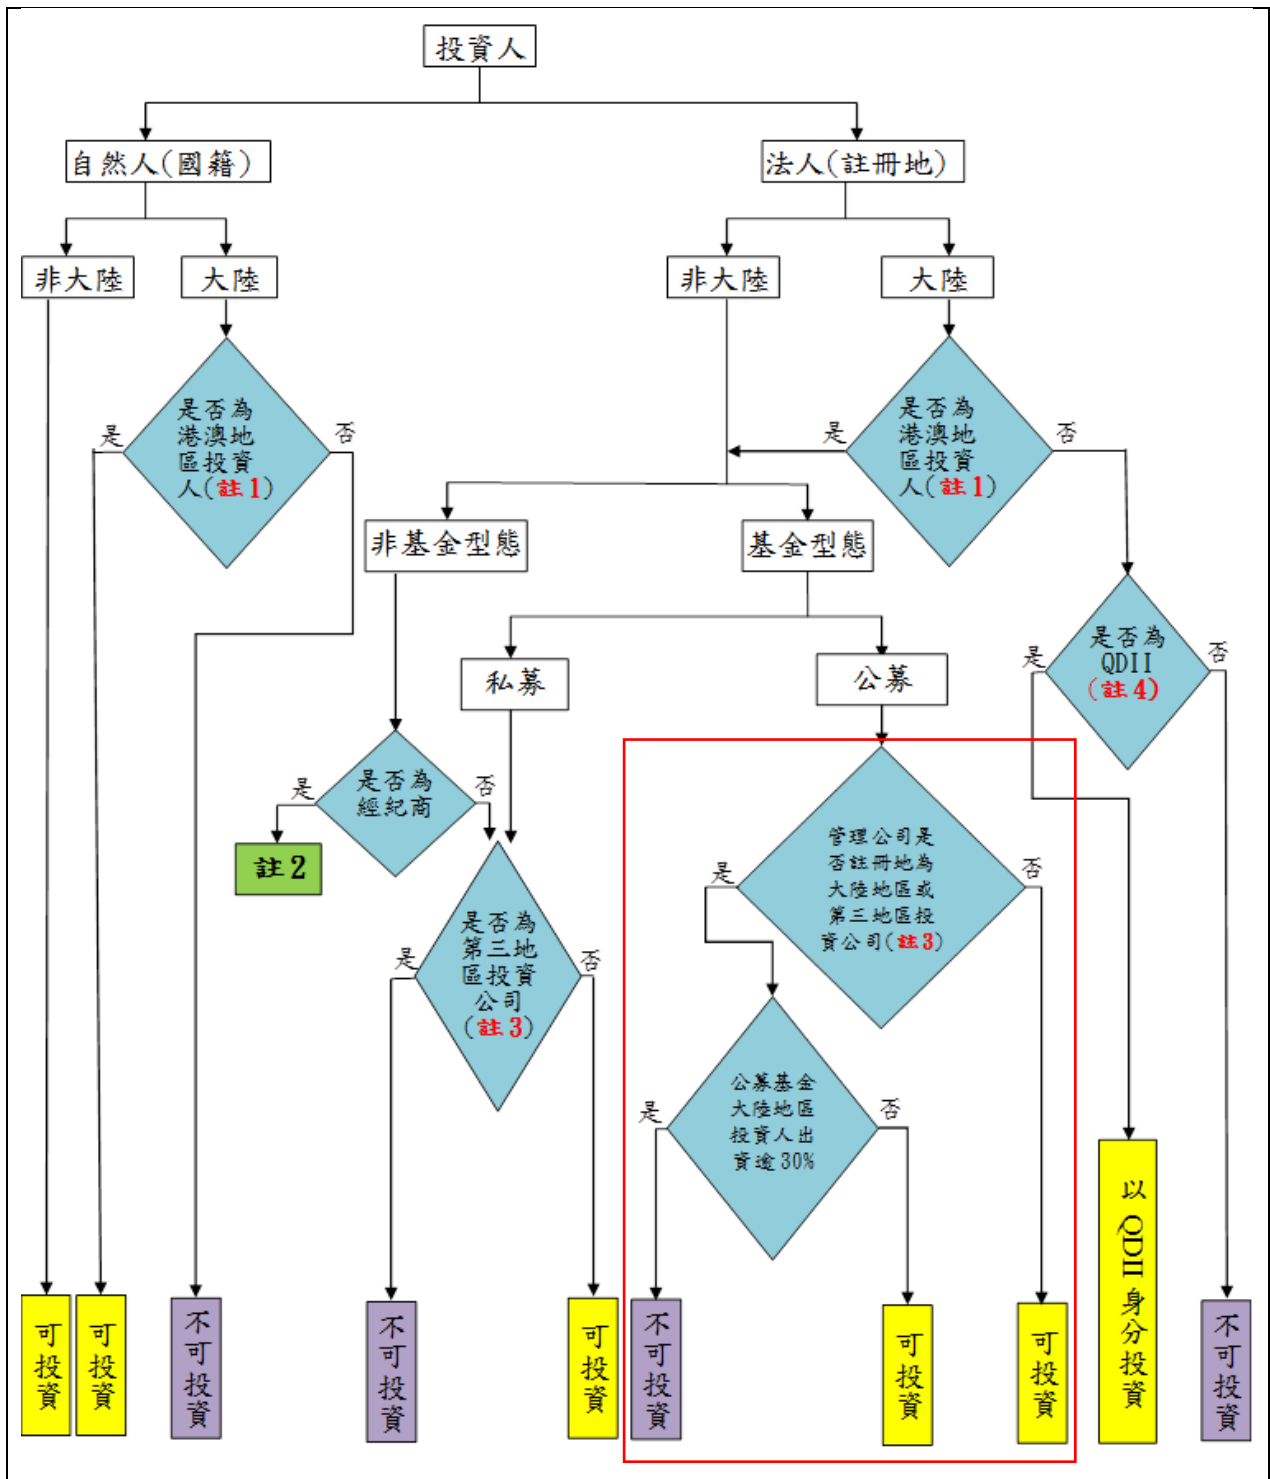 投資人
自然人(國籍)
法人(註冊地)
非大陸
大陸
非大陸
大陸
是否為
港澳地
區投資
人(註1)
是
否
是否為
港澳地
區投資
人(註1)
是
否
非基金型態
基金型態
是否為
QDII
(註4)
是
否
私募
公募
是否為
經紀商
是
否
註2
管理公司是
否註冊地為
大陸地區或
第三地區投
資公司(註3)
是
否
是否為
第三地
區投資
公司
(註3)
是
否
公募基金
大陸地區
投資人出
資逾30%
是
否
可投資
可投資
不可投資
不可投資
可投資
不可投資
可投資
可投資
以QDII身分投資
不可投資